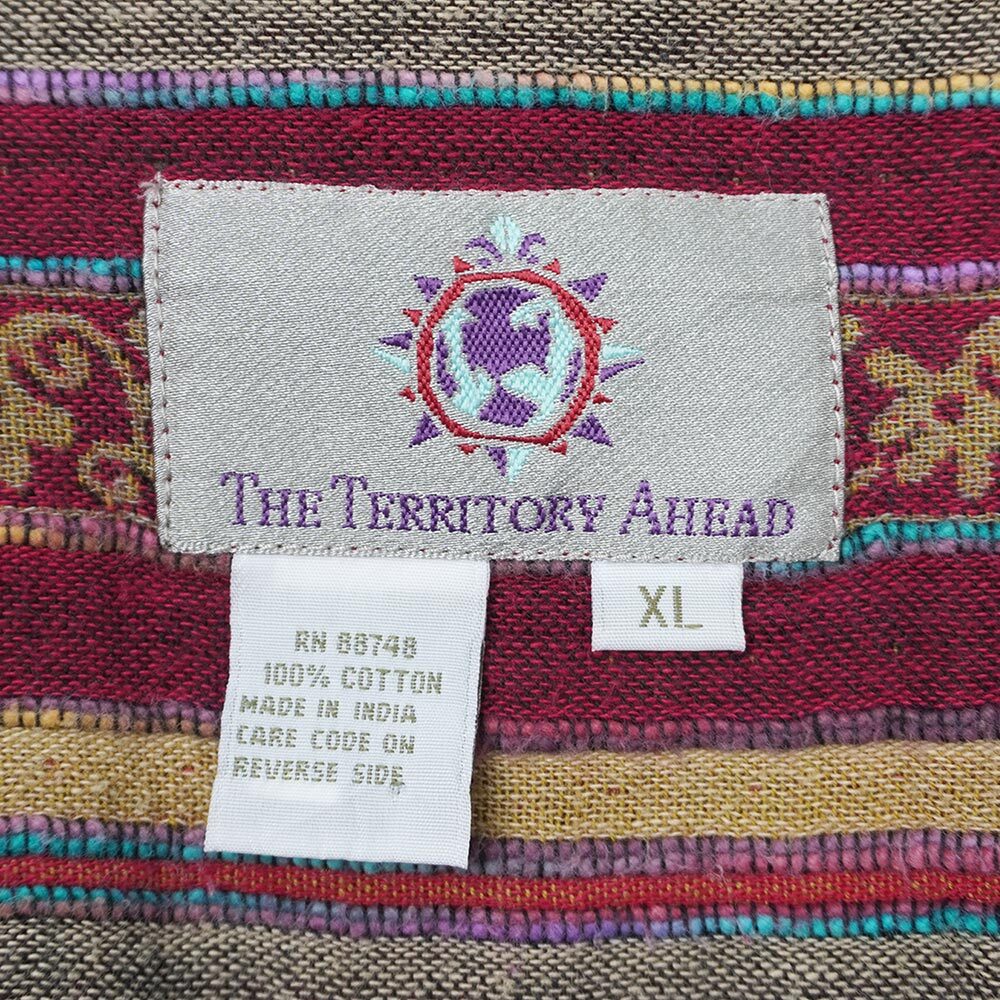 THE TERRITORY AHEAD
XL
RN 88748
100% COTTON
MADE IN INDIA
CARE CODE ON
REVERSE SIDE